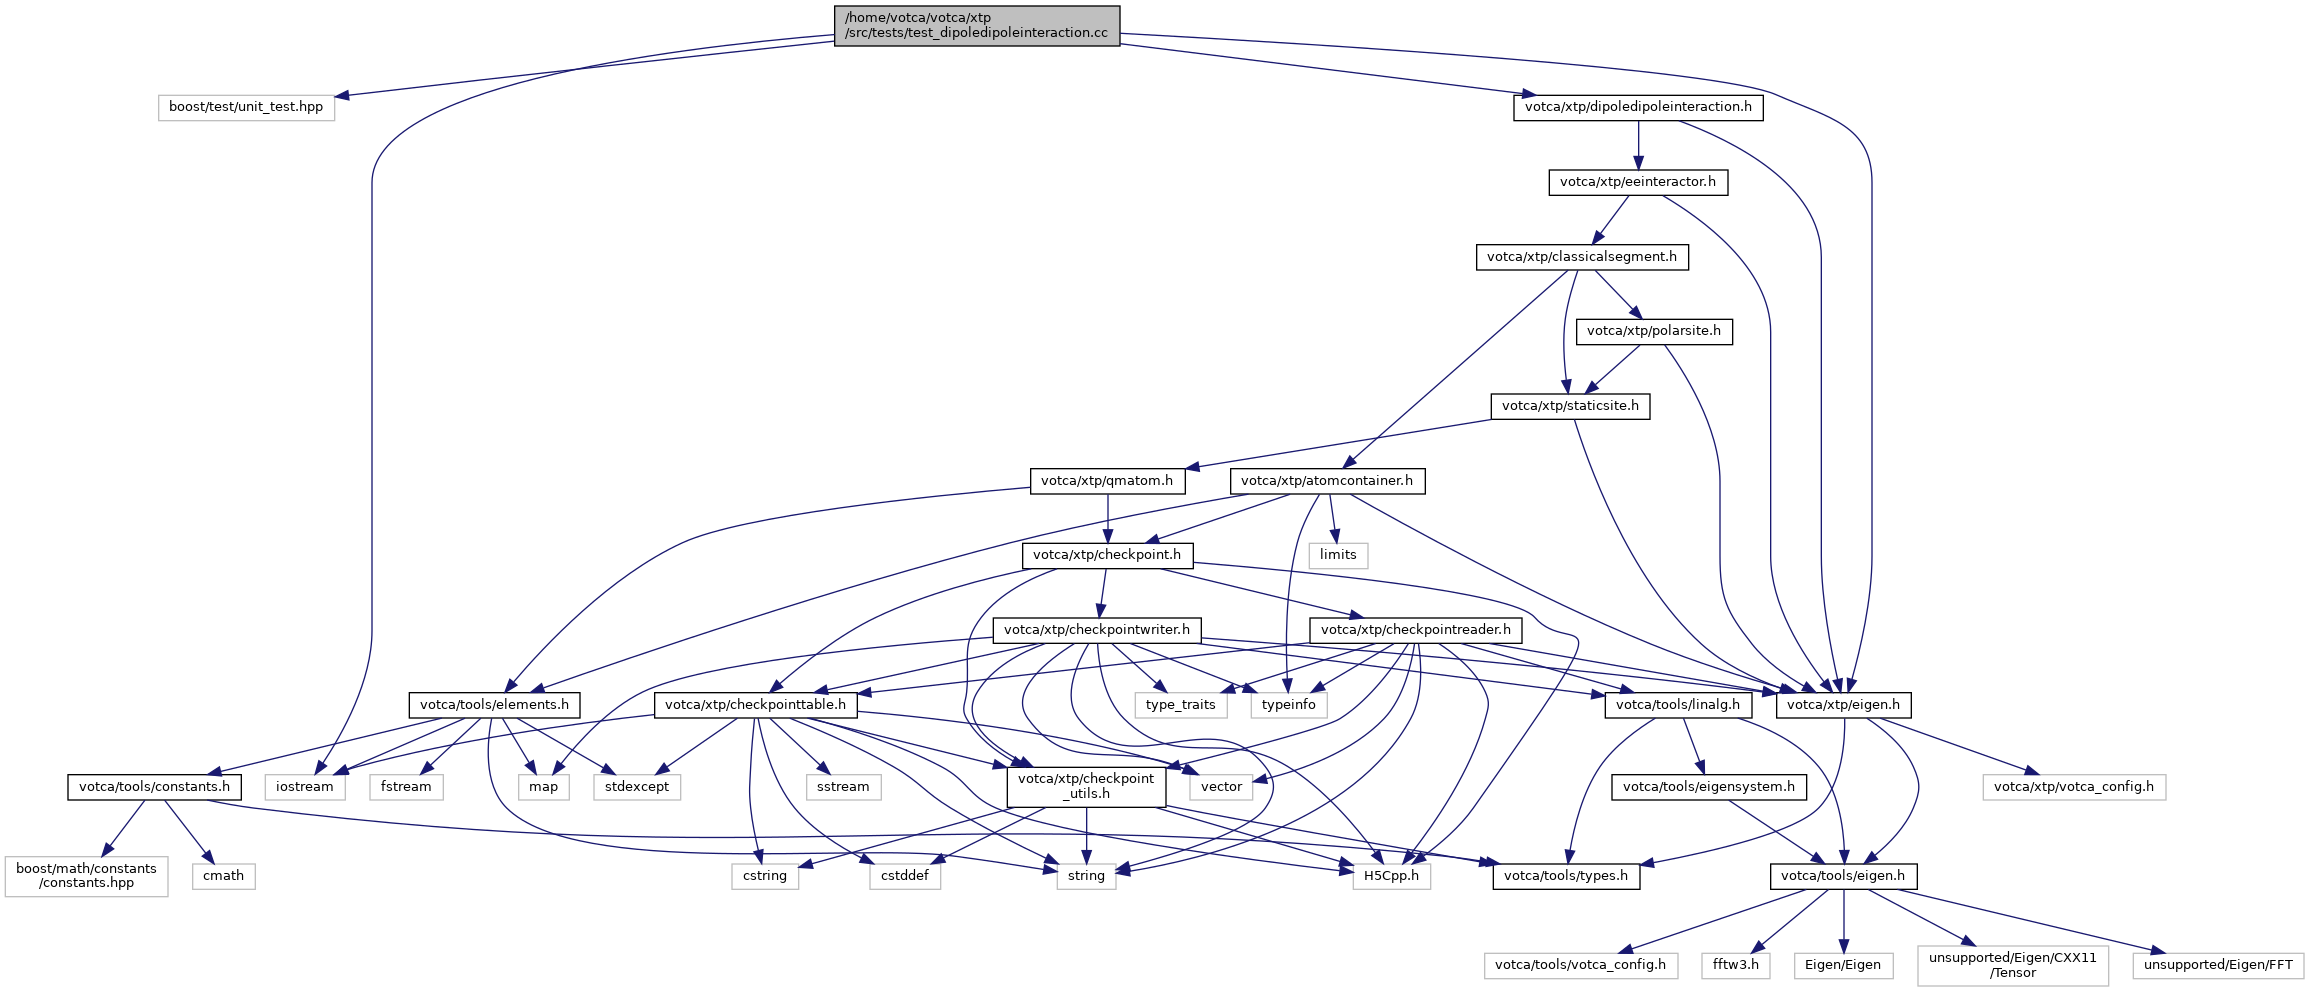 /home/votca/votca/xtp
/src/tests/test_dipoledipoleinteraction.cc
boost/test/unit_test.hpp
votca/xtp/dipoledipoleinteraction.h
votca/xtp/eeinteractor.h
votca/xtp/classicalsegment.h
votca/xtp/polarsite.h
votca/xtp/staticsite.h
votca/xtp/qmatom.h
votca/xtp/atomcontainer.h
votca/xtp/checkpoint.h
limits
votca/xtp/checkpointwriter.h
votca/xtp/checkpointreader.h
votca/tools/elements.h
votca/xtp/checkpointtable.h
type_traits
typeinfo
votca/tools/linalg.h
votca/xtp/eigen.h
votca/tools/constants.h
iostream
fstream
map
stdexcept
sstream
votca/xtp/checkpoint
_utils.h
vector
votca/tools/eigensystem.h
votca/xtp/votca_config.h
boost/math/constants
/constants.hpp
cmath
cstring
cstddef
string
H5Cpp.h
votca/tools/types.h
votca/tools/eigen.h
votca/tools/votca_config.h
fftw3.h
Eigen/Eigen
unsupported/Eigen/CXX11
/Tensor
unsupported/Eigen/FFT